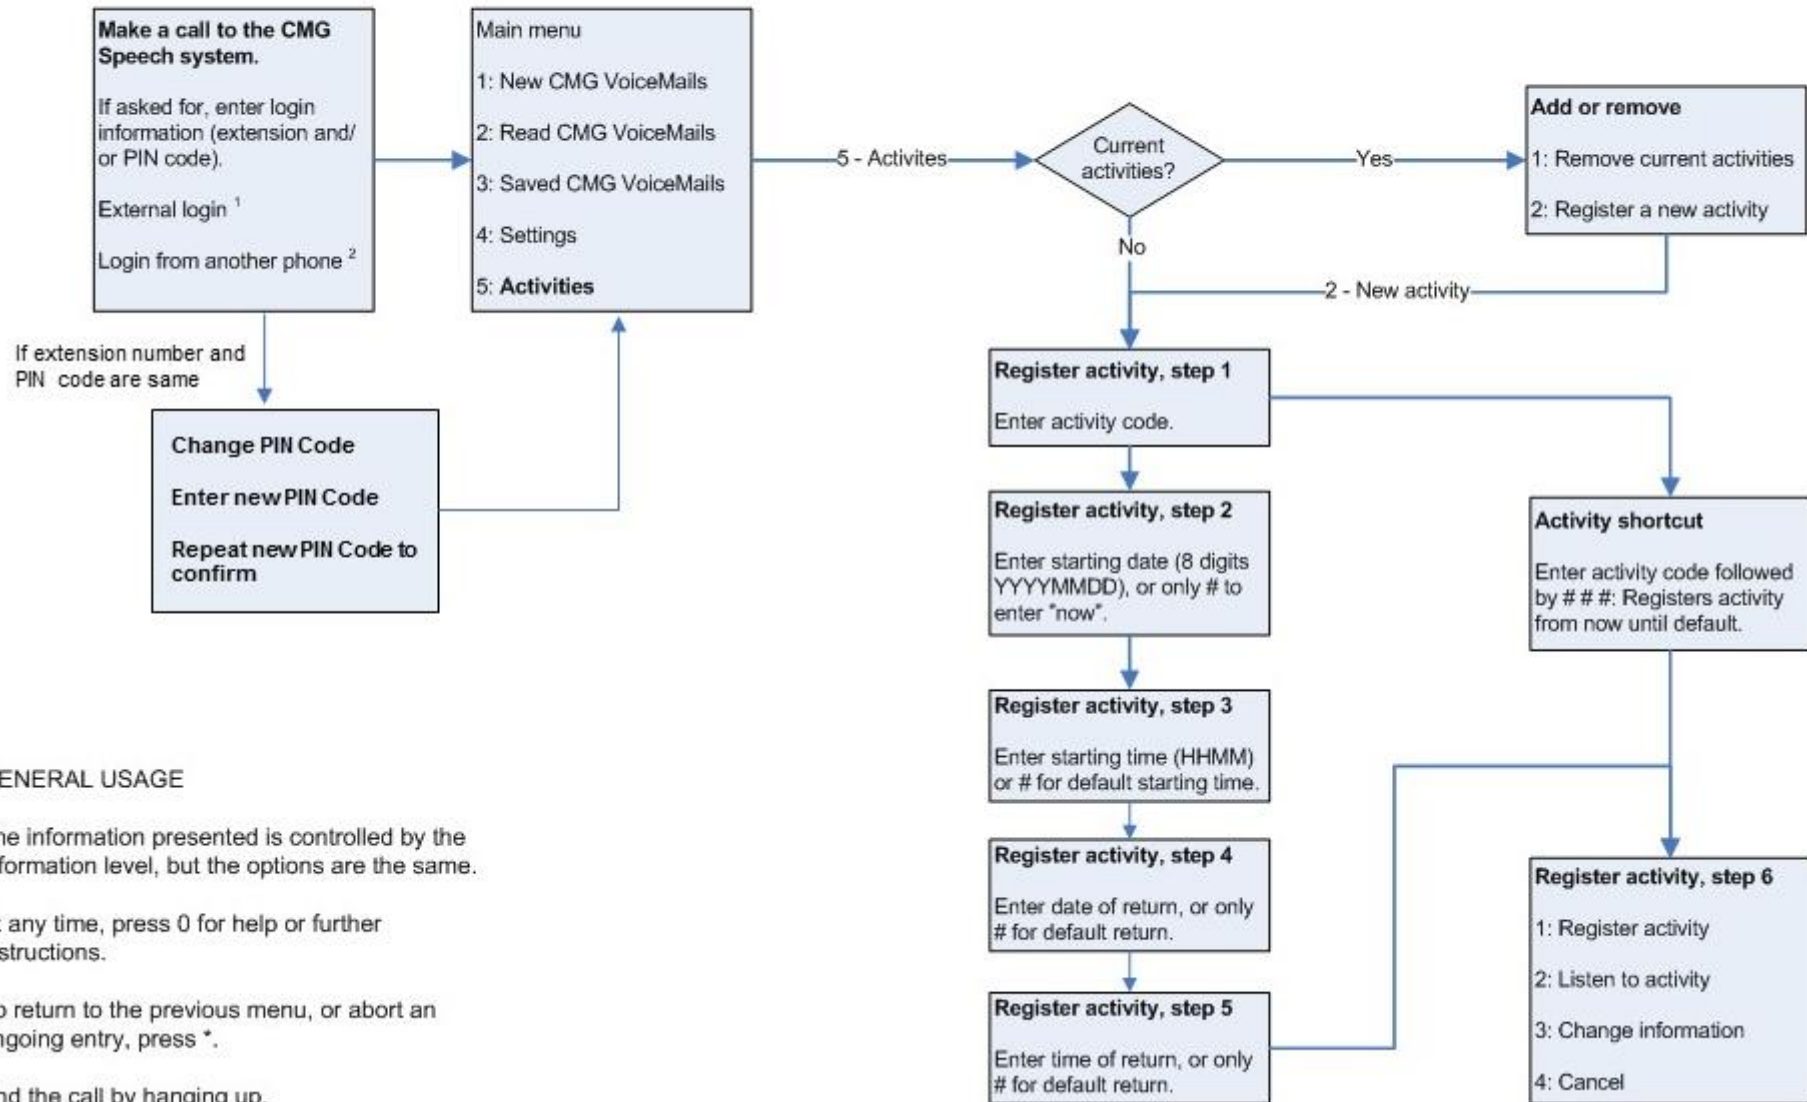 Make a call to the CMG
Speech system.
If asked for, enter login
information (extension and/
or PIN code).
External login 1
Login from another phone 2
Main menu
1: New CMG VoiceMails
2: Read CMG VoiceMails
3: Saved CMG VoiceMails
4: Settings
5: Activities
5 - Activites
Current
activities?
Yes
No
Add or remove
1: Remove current activities
2: Register a new activity
2 - New activity
If extension number and
PIN code are same
Change PIN Code
Enter new PIN Code
Repeat new PIN Code to
confirm
Register activity, step 1
Enter activity code.
Register activity, step 2
Enter starting date (8 digits
YYYYMMDD), or only # to
enter "now".
Register activity, step 3
Enter starting time (HHMM)
or # for default starting time.
Register activity, step 4
Enter date of return, or only
# for default return.
Register activity, step 5
Enter time of return, or only
# for default return.
Activity shortcut
Enter activity code followed
by # # #: Registers activity
from now until default.
Register activity, step 6
1: Register activity
2: Listen to activity
3: Change information
4: Cancel
ENERAL USAGE
ne information presented is controlled by the
formation level, but the options are the same.
t any time, press 0 for help or further
structions.
o return to the previous menu, or abort an
ngoing entry, press *.
nd the call by hanging up.